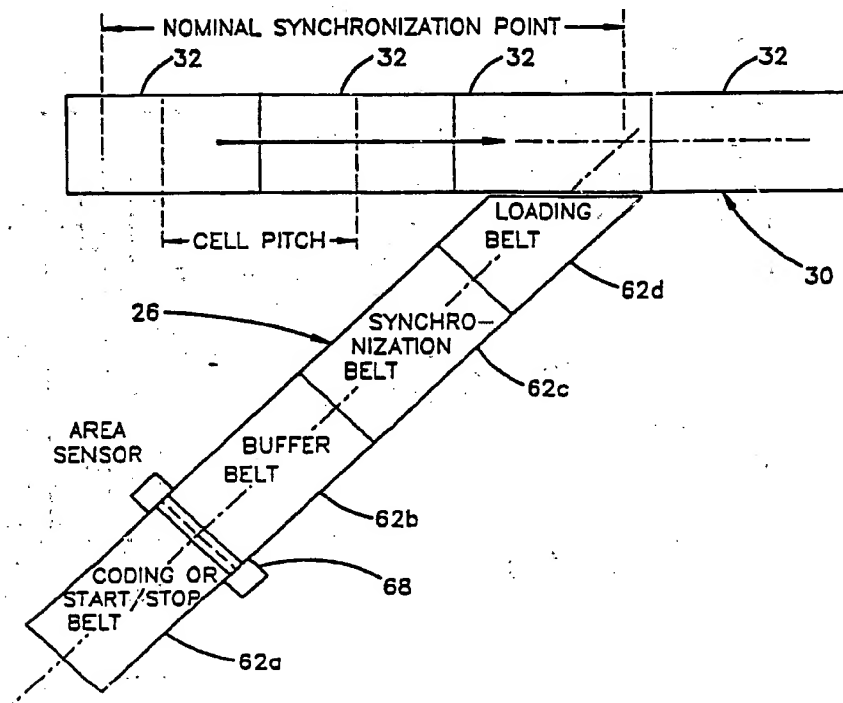 NOMINAL SYNCHRONIZATION POINT
32 32 32 32
CELL PITCH
LOADING
BELT
30
62d
26
SYNCHRO-
NIZATION
BELT
62c
AREA
SENSOR
BUFFER
BELT
62b
68
CODING OR
START/STOP
BELT
62a